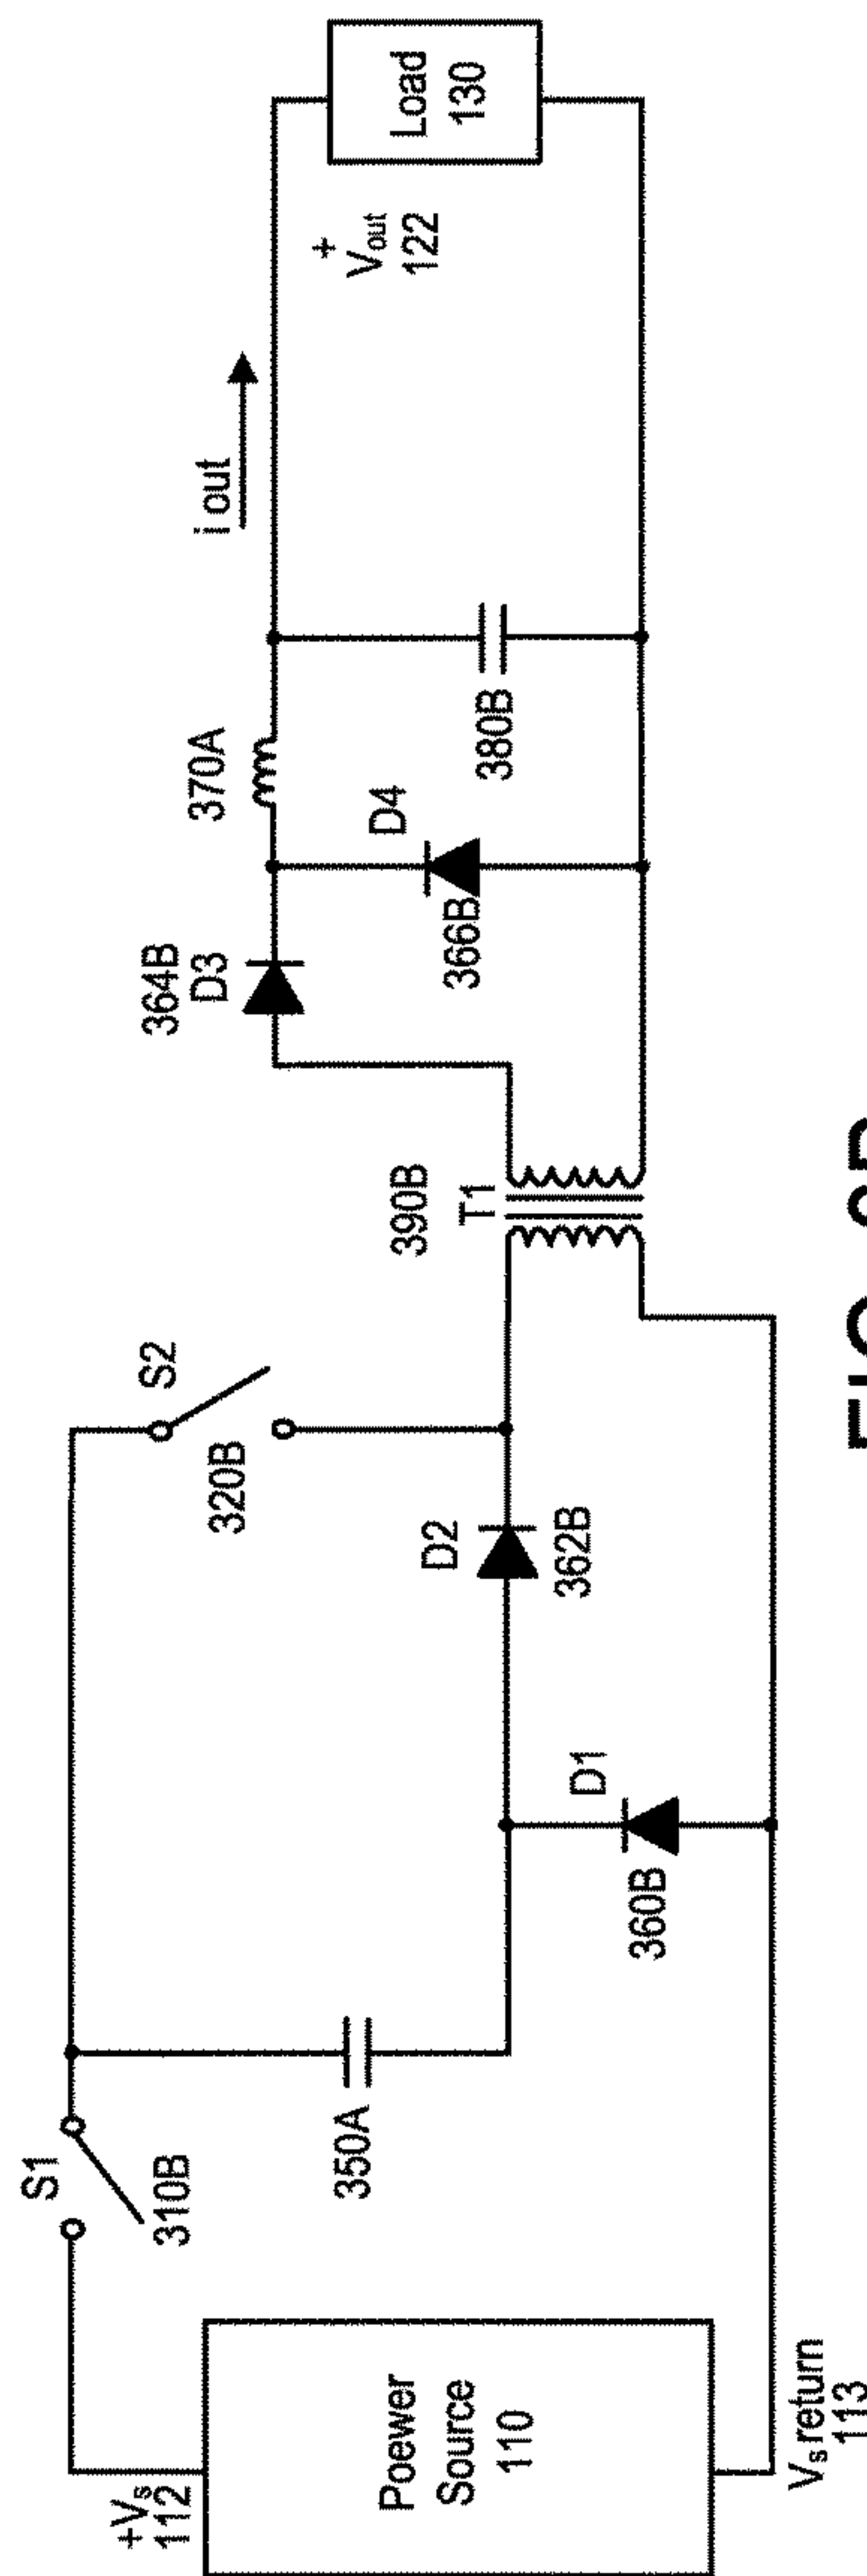 +Vs
112
Poewer
Source
110
Vs return
113
S1
310B
350A
D1
360B
D2
362B
S2
320B
390B
T1
364B
D3
D4
366B
370A
380B
i out
+
Vout
122
Load
130